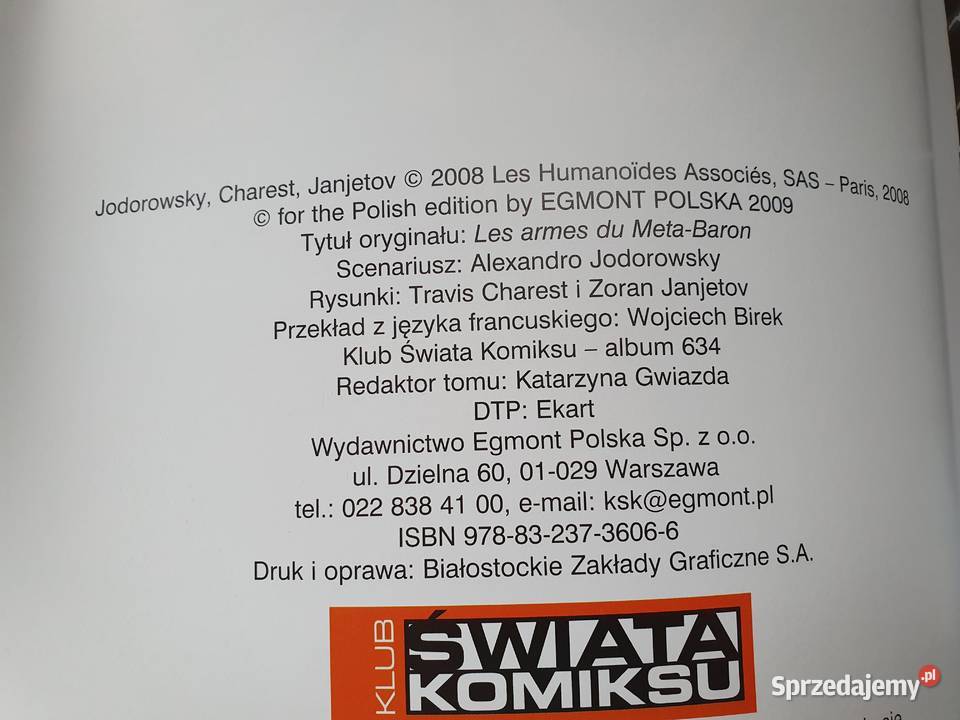 Jodorowsky, Charest, Janjetov © 2008 Les Humanoïdes Associés, SAS – Paris, 2008
© for the Polish edition by EGMONT POLSKA 2009
Tytuł oryginału: Les armes du Meta-Baron
Scenariusz: Alexandro Jodorowsky
Rysunki: Travis Charest i Zoran Janjetov
Przekład z języka francuskiego: Wojciech Birek
Klub Świata Komiksu – album 634
Redaktor tomu: Katarzyna Gwiazda
DTP: Ekart
Wydawnictwo Egmont Polska Sp. z o.o.
ul. Dzielna 60, 01-029 Warszawa
tel.: 022 838 41 00, e-mail: ksk@egmont.pl
ISBN 978-83-237-3606-6
Druk i oprawa: Białostockie Zakłady Graficzne S.A.
KLUB
ŚWIATA
KOMIKSU
Sprzedajemy.pl